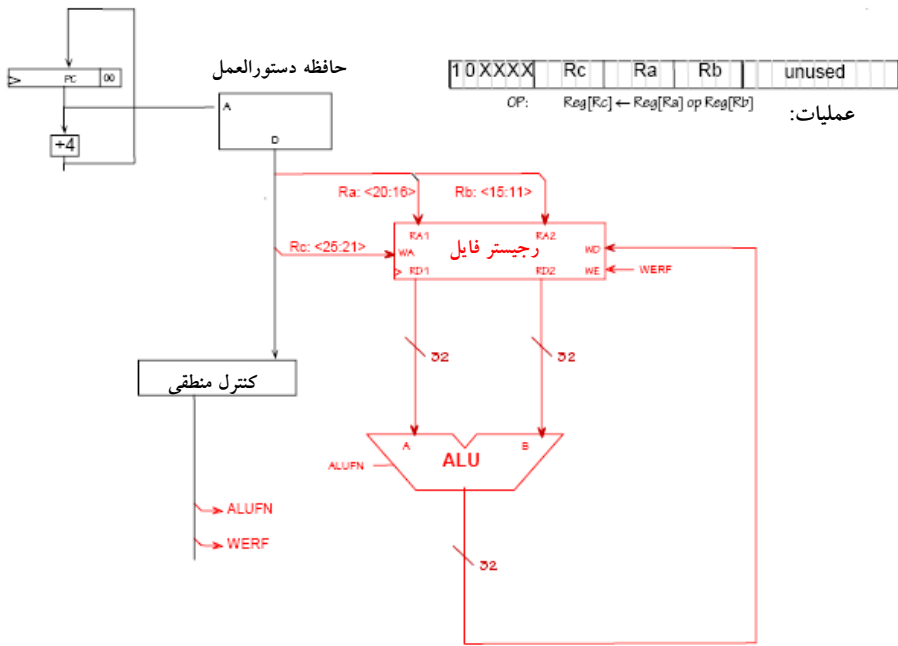 PC 00
حافظه دستورالعمل
10XXXX Rc Ra Rb unused
OP: Reg[Rc] ← Reg[Ra] op Reg[Rb]
عملیات:
A
+4
D
Ra: <20:16>
Rb: <15:11>
RA1
RA2
Rc: <25:21>
WA
رجیستر فایل
WD
RD1
RD2
WE
WERF
32
32
کنترل منطقی
A
B
ALU
ALUFN
ALUFN
WERF
32